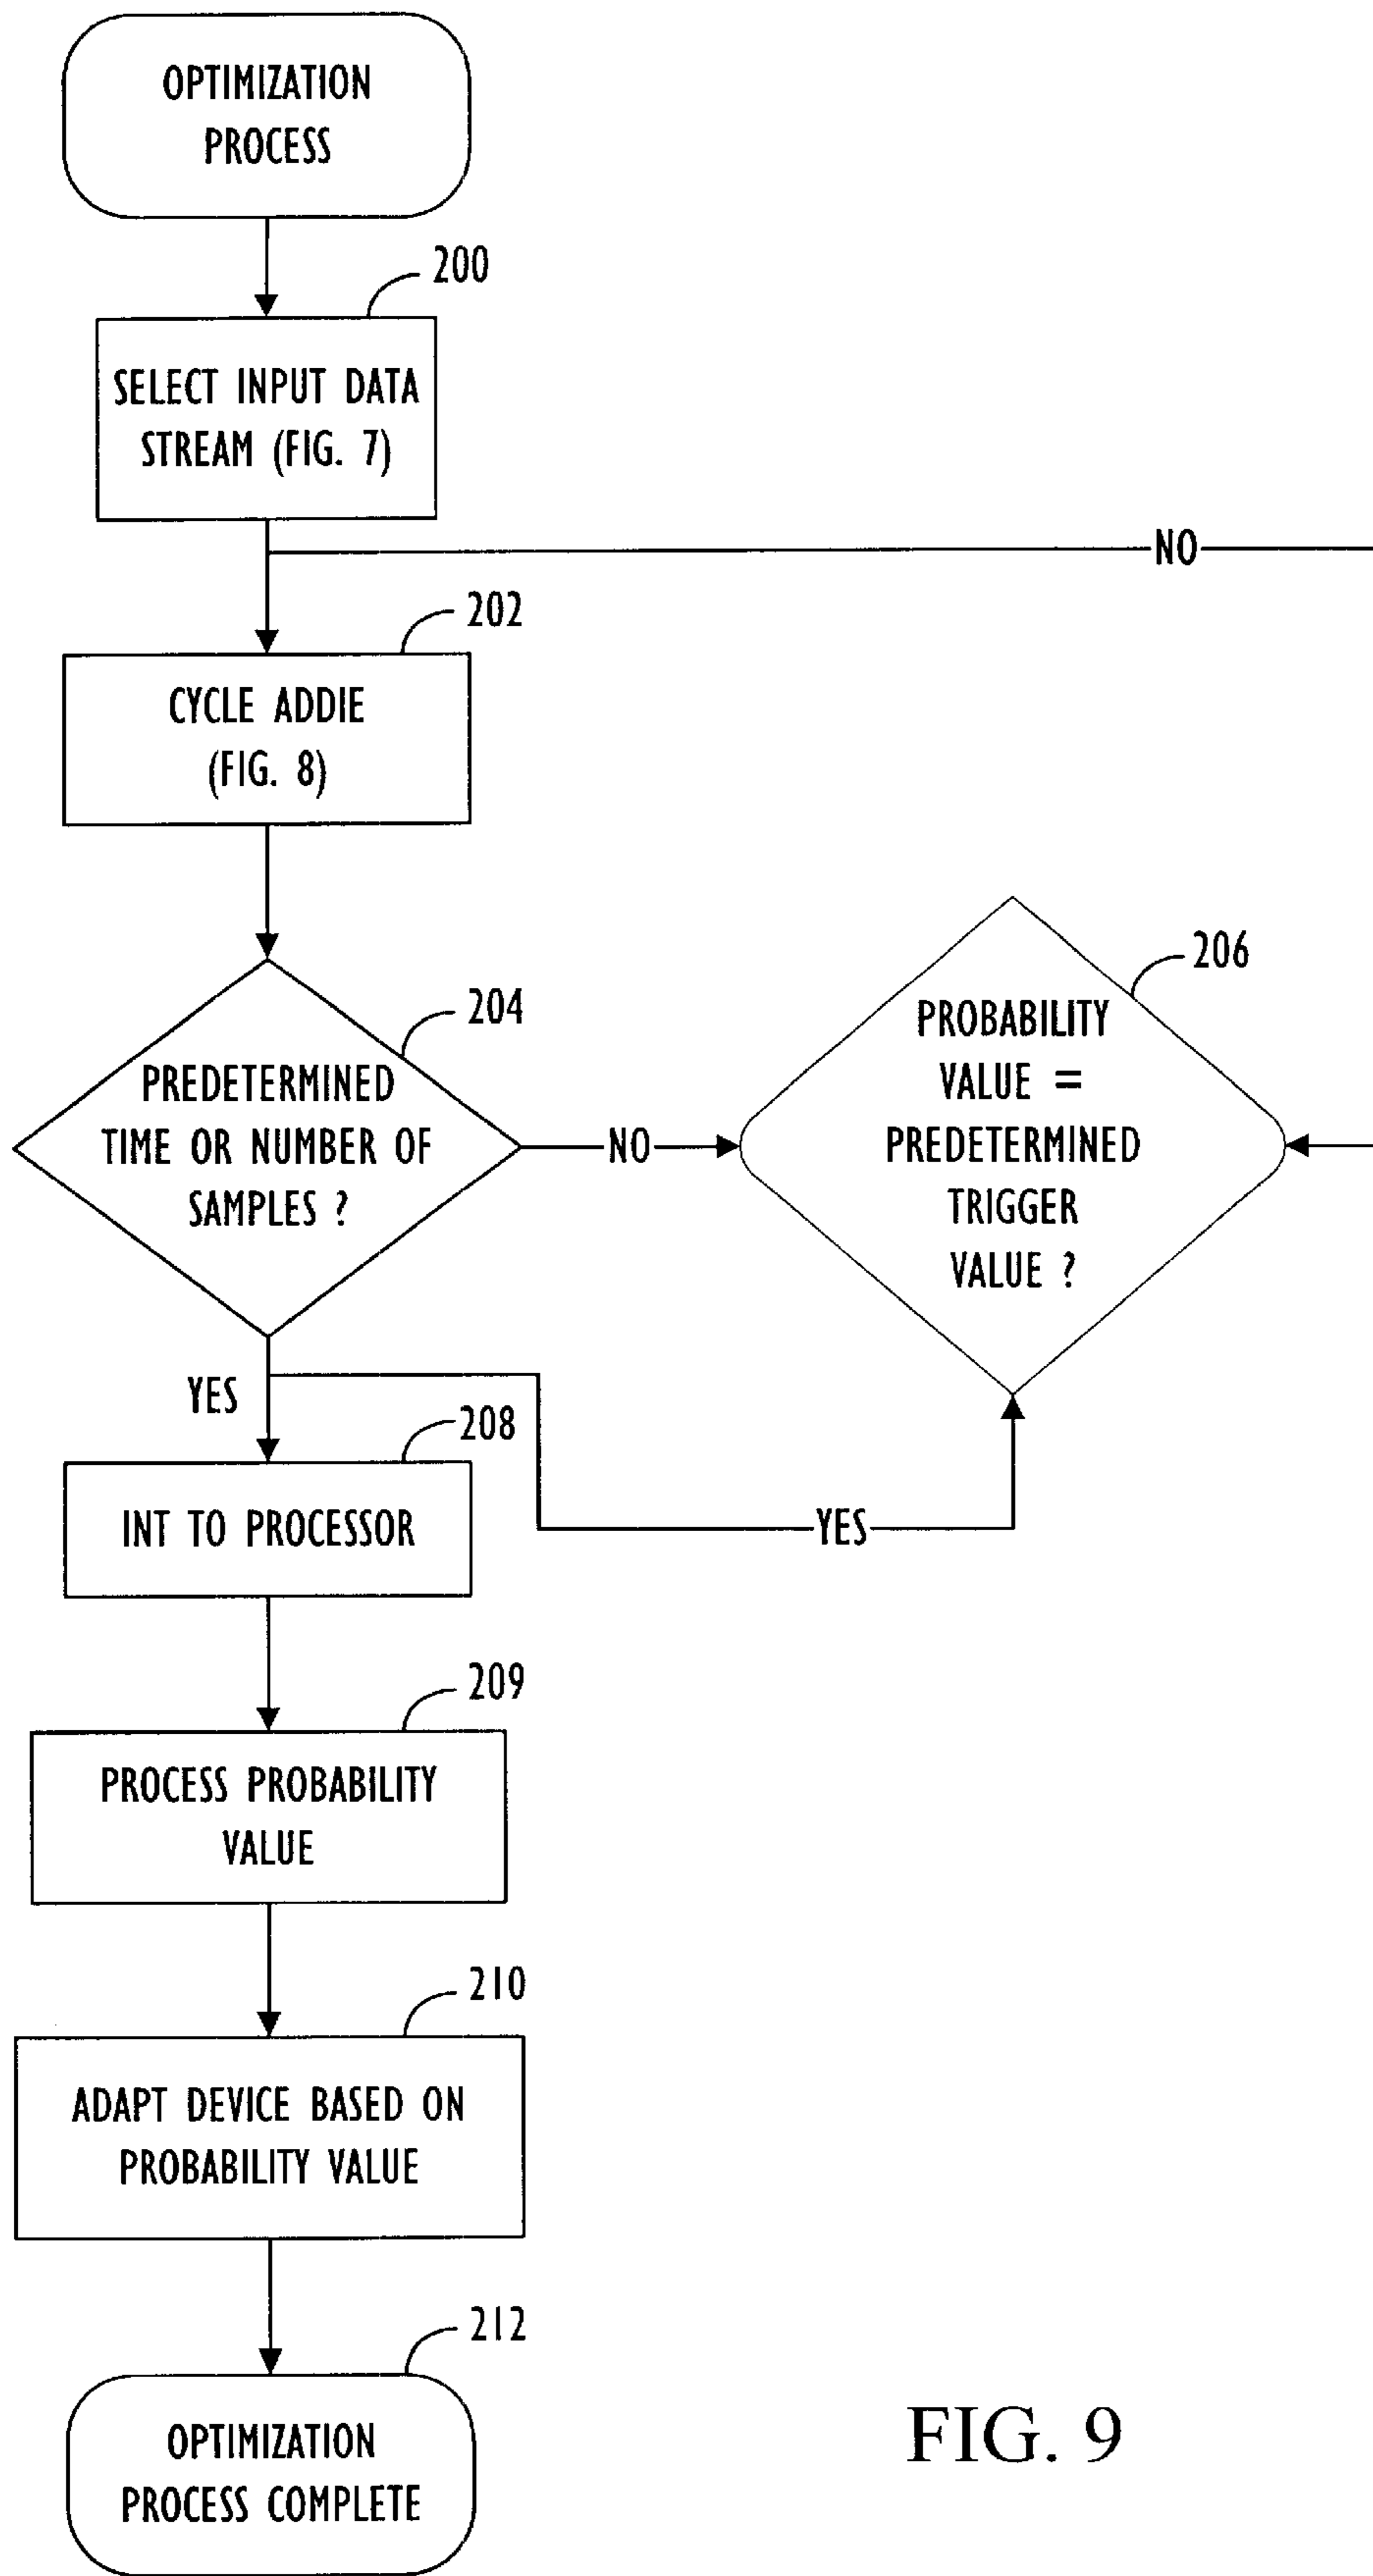 OPTIMIZATION
PROCESS
200
SELECT INPUT DATA
STREAM (FIG. 7)
NO
202
CYCLE ADDIE
(FIG. 8)
204
PREDETERMINED
TIME OR NUMBER OF
SAMPLES ?
NO
206
PROBABILITY
VALUE =
PREDETERMINED
TRIGGER
VALUE ?
YES
YES
208
INT TO PROCESSOR
209
PROCESS PROBABILITY
VALUE
210
ADAPT DEVICE BASED ON
PROBABILITY VALUE
212
OPTIMIZATION
PROCESS COMPLETE
FIG. 9